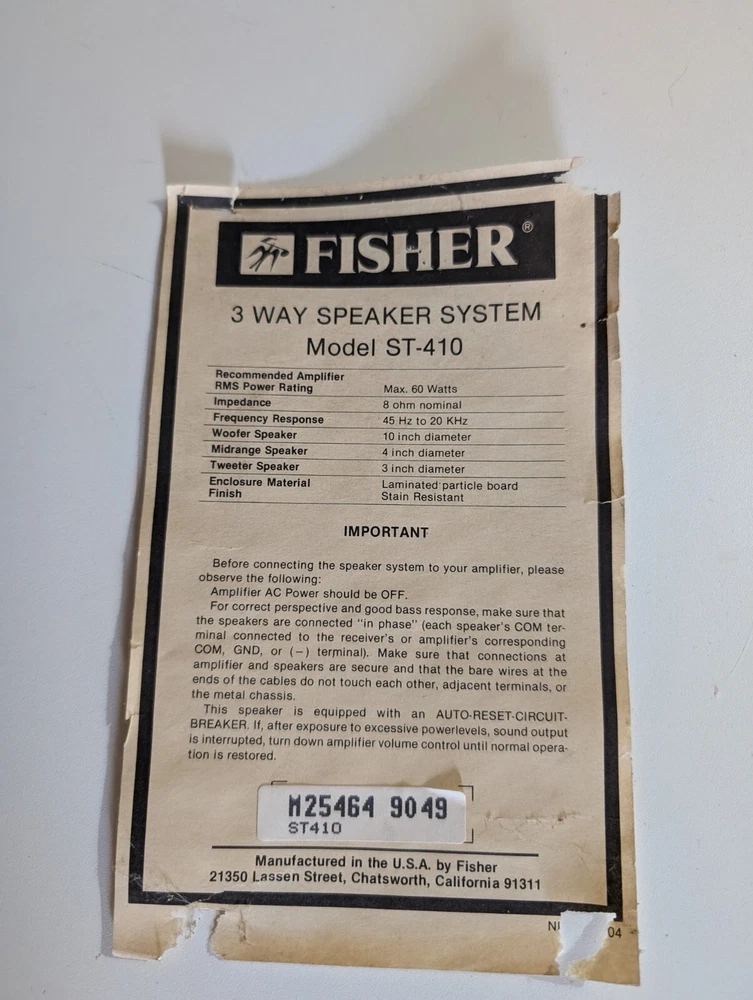 FISHER®
3 WAY SPEAKER SYSTEM
Model ST-410
Recommended Amplifier
RMS Power Rating Max. 60 Watts
Impedance 8 ohm nominal
Frequency Response 45 Hz to 20 KHz
Woofer Speaker 10 inch diameter
Midrange Speaker 4 inch diameter
Tweeter Speaker 3 inch diameter
Enclosure Material Laminated particle board
Finish Stain Resistant
IMPORTANT
Before connecting the speaker system to your amplifier, please
observe the following:
Amplifier AC Power should be OFF.
For correct perspective and good bass response, make sure that
the speakers are connected "in phase" (each speaker's COM ter-
minal connected to the receiver's or amplifier's corresponding
COM, GND, or (−) terminal). Make sure that connections at
amplifier and speakers are secure and that the bare wires at the
ends of the cables do not touch each other, adjacent terminals, or
the metal chassis.
This speaker is equipped with an AUTO-RESET-CIRCUIT-
BREAKER. If, after exposure to excessive powerlevels, sound output
is interrupted, turn down amplifier volume control until normal opera-
tion is restored.
M25464 9049
ST410
Manufactured in the U.S.A. by Fisher
21350 Lassen Street, Chatsworth, California 91311
04